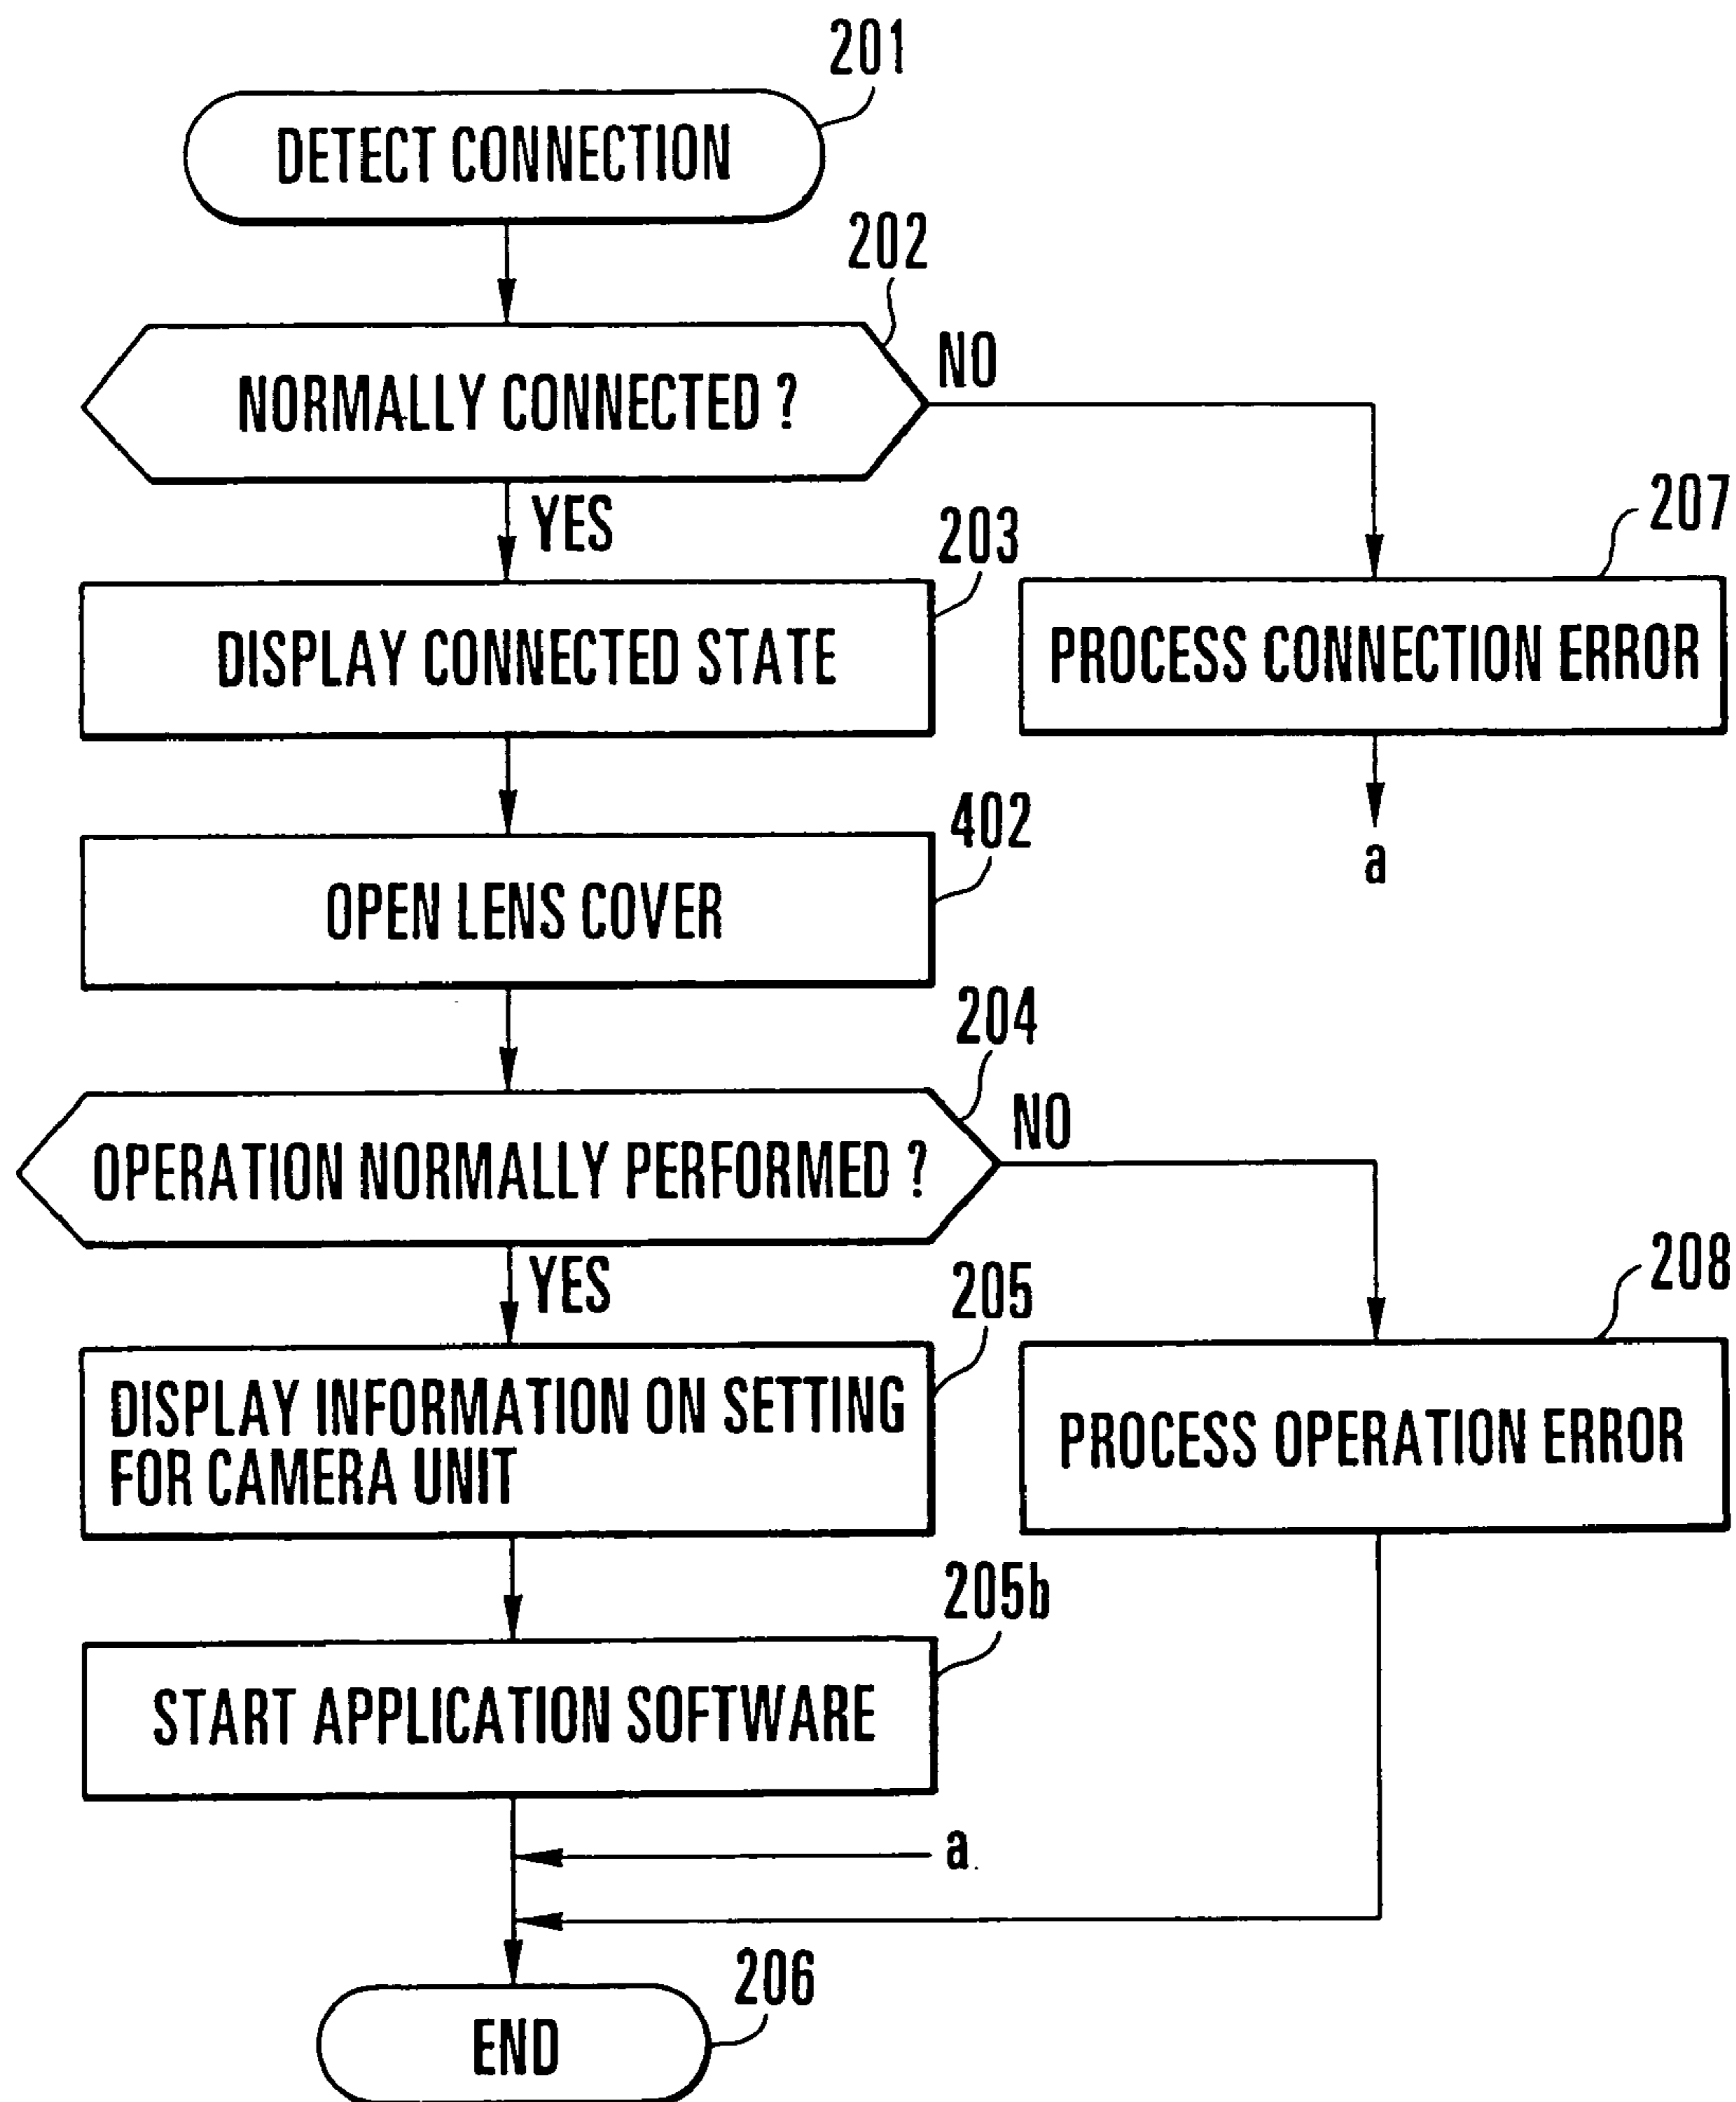 201
DETECT CONNECTION
202
NORMALLY CONNECTED ?
NO
YES
203
207
DISPLAY CONNECTED STATE
PROCESS CONNECTION ERROR
402
a
OPEN LENS COVER
204
OPERATION NORMALLY PERFORMED ?
NO
YES
205
208
DISPLAY INFORMATION ON SETTING
FOR CAMERA UNIT
PROCESS OPERATION ERROR
205b
START APPLICATION SOFTWARE
a
206
END